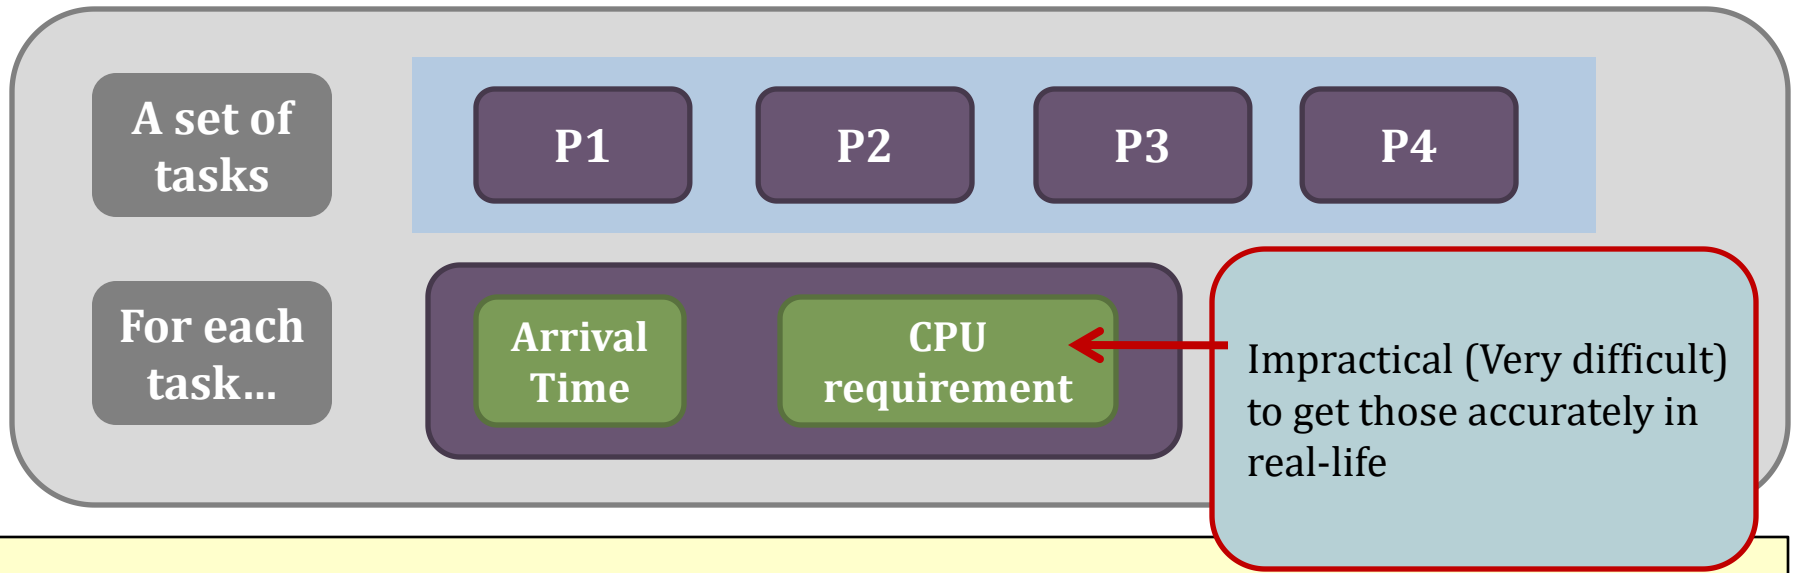 A set of
tasks
P1
P2
P3
P4
For each
task...
Arrival
Time
CPU
requirement
Impractical (Very difficult)
to get those accurately in
real-life